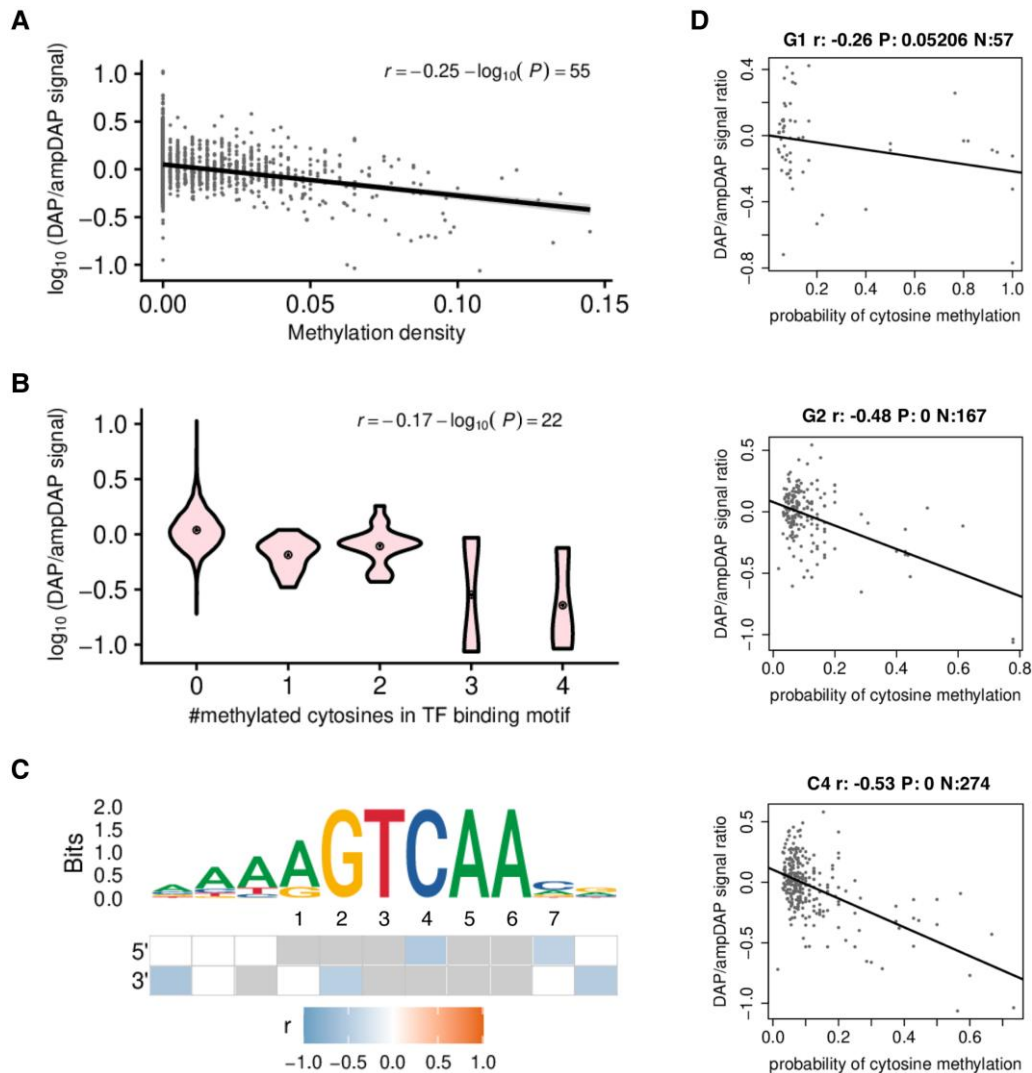 A
log₁₀ (DAP/ampDAP signal)
1.0
0.5
0.0
−0.5
−1.0
r = −0.25 −log₁₀( P) = 55
0.00 0.05 0.10 0.15
Methylation density
B
log₁₀ (DAP/ampDAP signal)
1.0
0.5
0.0
−0.5
−1.0
r = −0.17 −log₁₀( P) = 22
0 1 2 3 4
#methylated cytosines in TF binding motif
C
Bits
2.0
1.5
1.0
0.5
0.0
A A A A G T C A A
1 2 3 4 5 6 7
5'
3'
r
−1.0 −0.5 0.0 0.5 1.0
D
G1 r: -0.26 P: 0.05206 N:57
DAP/ampDAP signal ratio
0.4
0.0
−0.4
−0.8
0.2 0.4 0.6 0.8 1.0
probability of cytosine methylation
G2 r: -0.48 P: 0 N:167
DAP/ampDAP signal ratio
0.5
0.0
−0.5
−1.0
0.0 0.2 0.4 0.6 0.8
probability of cytosine methylation
C4 r: -0.53 P: 0 N:274
DAP/ampDAP signal ratio
0.5
0.0
−0.5
−1.0
0.0 0.2 0.4 0.6
probability of cytosine methylation